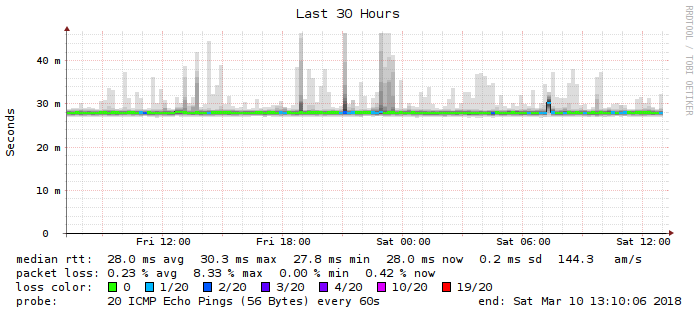 Last 30 Hours
RRDTOOL / TOBI OETIKER
Seconds
40 m
30 m
20 m
10 m
0
Fri 12:00 Fri 18:00 Sat 00:00 Sat 06:00 Sat 12:00
median rtt: 28.0 ms avg 30.3 ms max 27.8 ms min 28.0 ms now 0.2 ms sd 144.3 am/s
packet loss: 0.23 % avg 8.33 % max 0.00 % min 0.42 % now
loss color: 0 1/20 2/20 3/20 4/20 10/20 19/20
probe: 20 ICMP Echo Pings (56 Bytes) every 60s end: Sat Mar 10 13:10:06 2018